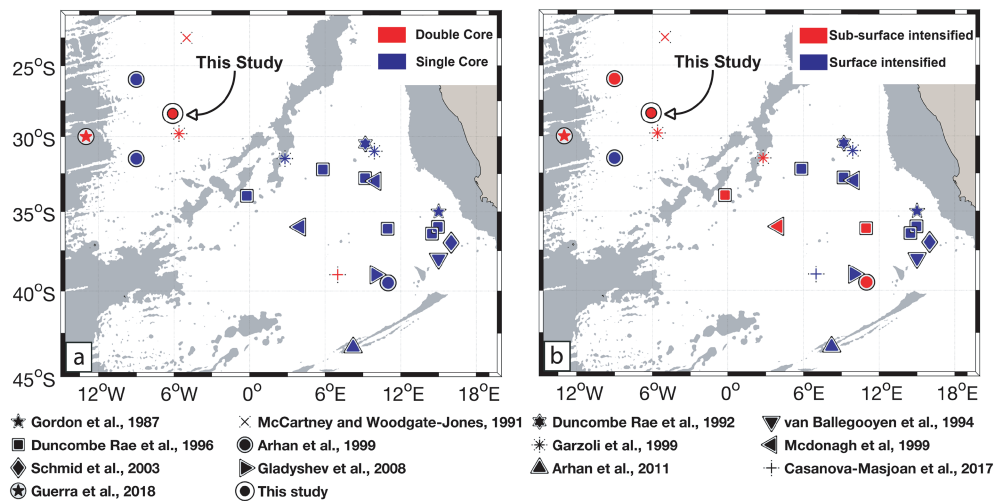 Double Core
Single Core
This Study
25°S
30°S
35°S
40°S
45°S
a
12°W
6°W
0°
6°E
12°E
18°E
Sub-surface intensified
Surface intensified
This Study
b
12°W
6°W
0°
6°E
12°E
18°E
Gordon et al., 1987
McCartney and Woodgate-Jones, 1991
Duncombe Rae et al., 1992
van Ballegooyen et al., 1994
Duncombe Rae et al., 1996
Arhan et al., 1999
Garzoli et al., 1999
Mcdonagh et al, 1999
Schmid et al., 2003
Gladyshev et al., 2008
Arhan et al., 2011
Casanova-Masjoan et al., 2017
Guerra et al., 2018
This study